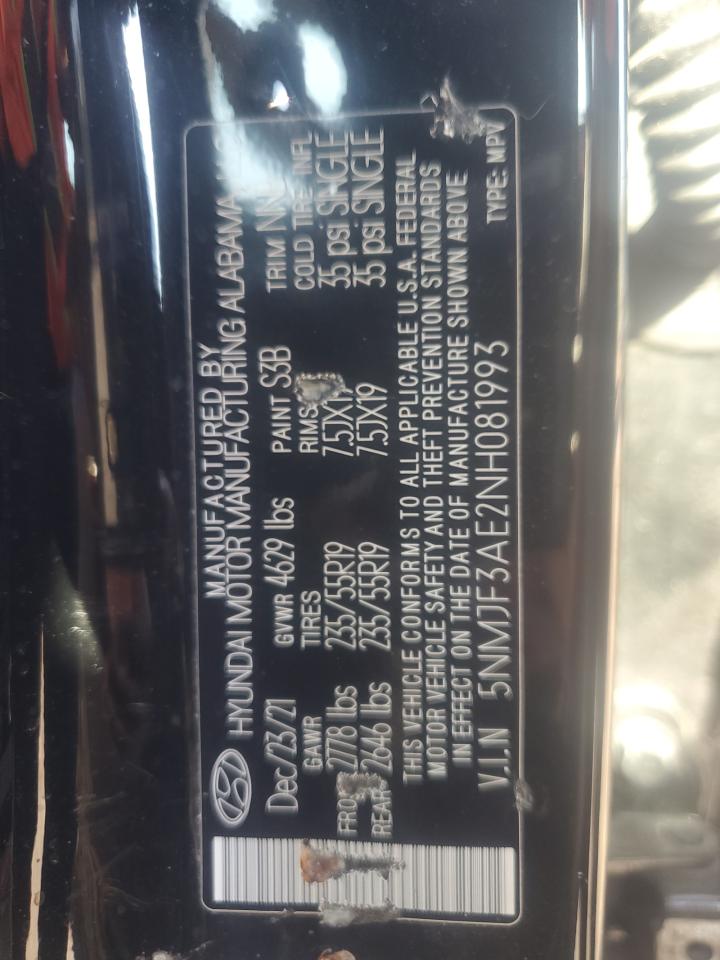 MANUFACTURED BY
HYUNDAI MOTOR MANUFACTURING ALABAMA,
Dec/23/21 GVWR 4629 lbs PAINT S3B TRIM
GAWR TIRES RIMS COLD TIRE INFL
2778 lbs 235/55R19 7.5JX19 35 psi SINGLE
REAR 2646 lbs 235/55R19 7.5JX19 35 psi SINGLE
THIS VEHICLE CONFORMS TO ALL APPLICABLE U.S.A. FEDERAL
MOTOR VEHICLE SAFETY AND THEFT PREVENTION STANDARDS
IN EFFECT ON THE DATE OF MANUFACTURE SHOWN ABOVE
V.I.N 5NMJF3AE2NH081993 TYPE: MPV